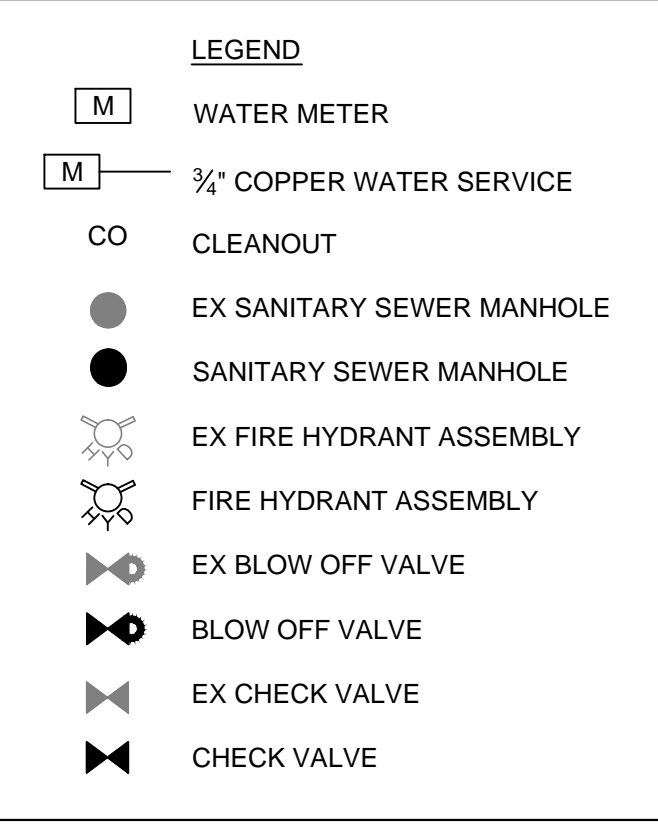 LEGEND
M WATER METER
M ¾" COPPER WATER SERVICE
CO CLEANOUT
EX SANITARY SEWER MANHOLE
SANITARY SEWER MANHOLE
HYD EX FIRE HYDRANT ASSEMBLY
HYD FIRE HYDRANT ASSEMBLY
EX BLOW OFF VALVE
BLOW OFF VALVE
EX CHECK VALVE
CHECK VALVE